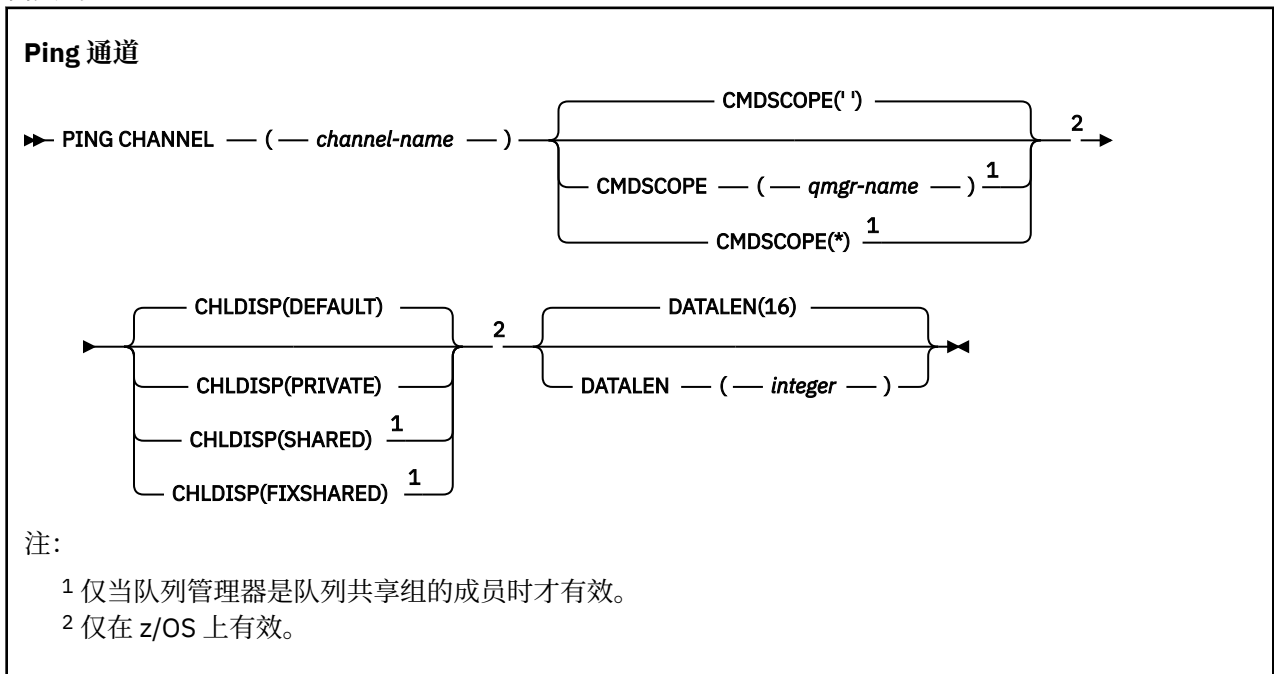 Ping 通道
CMDSCOPE(' ')
PING CHANNEL ( channel-name ) 2
CMDSCOPE ( qmgr-name ) 1
CMDSCOPE(*) 1
CHLDISP(DEFAULT) DATALEN(16)
2
CHLDISP(PRIVATE) DATALEN ( integer )
CHLDISP(SHARED) 1
CHLDISP(FIXSHARED) 1
注：
1 仅当队列管理器是队列共享组的成员时才有效。
2 仅在 z/OS 上有效。